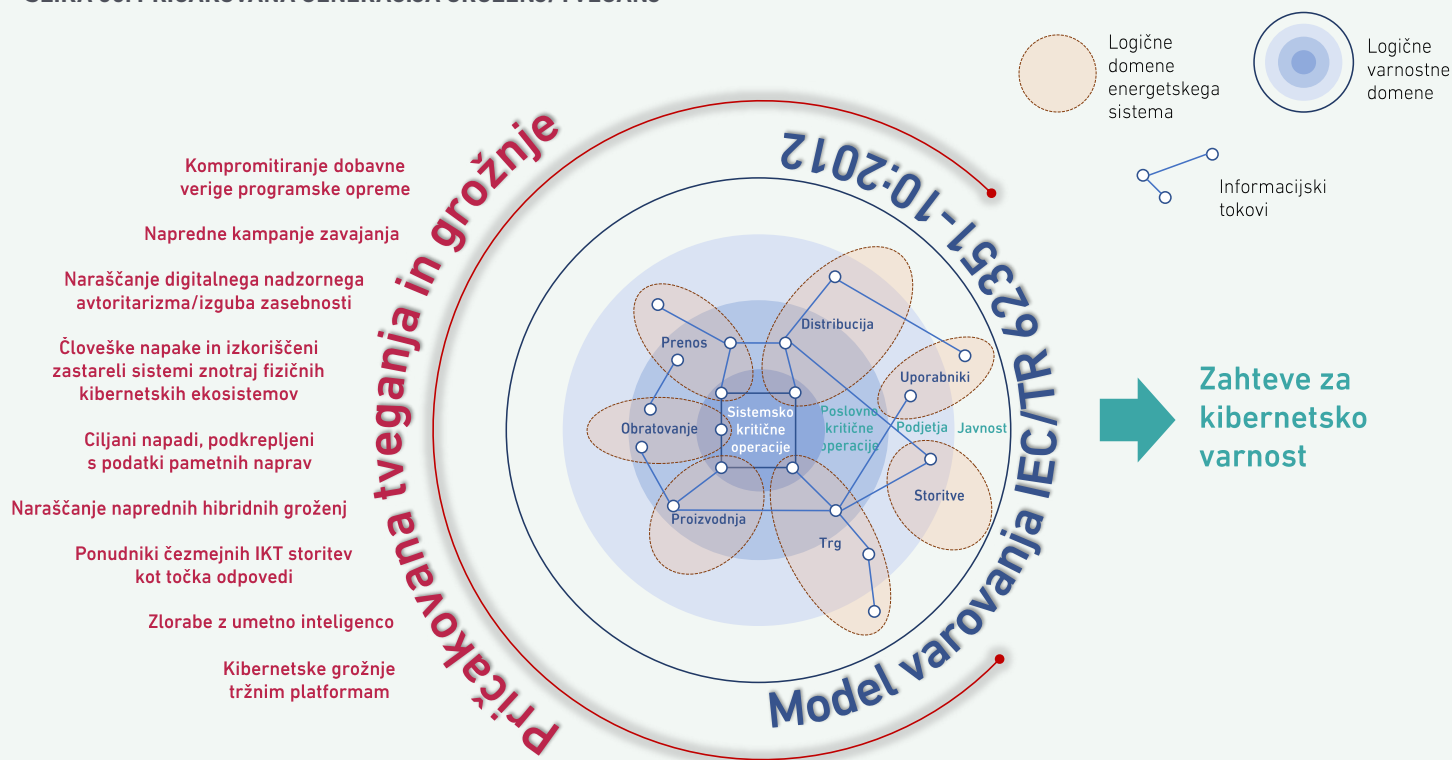 Logične
domene
energetskega
sistema
Logične
varnostne
domene
Informacijski
tokovi
Pričakovana tveganja in grožnje
Kompromitiranje dobavne
verige programske opreme
Napredne kampanje zavajanja
Naraščanje digitalnega nadzornega
avtoritarizma/izguba zasebnosti
Človeške napake in izkoriščeni
zastareli sistemi znotraj fizičnih
kibernetskih ekosistemov
Ciljani napadi, podkrepljeni
s podatki pametnih naprav
Naraščanje naprednih hibridnih groženj
Ponudniki čezmejnih IKT storitev
kot točka odpovedi
Zlorabe z umetno inteligenco
Kibernetske grožnje
tržnim platformam
Model varovanja IEC/TR 62351-10:2012
Distribucija
Prenos
Uporabniki
Obratovanje
Sistemsko
kritične
operacije
Poslovno
kritične
operacije
Podjetja
Javnost
Storitve
Proizvodnja
Trg
Zahteve za
kibernetsko
varnost